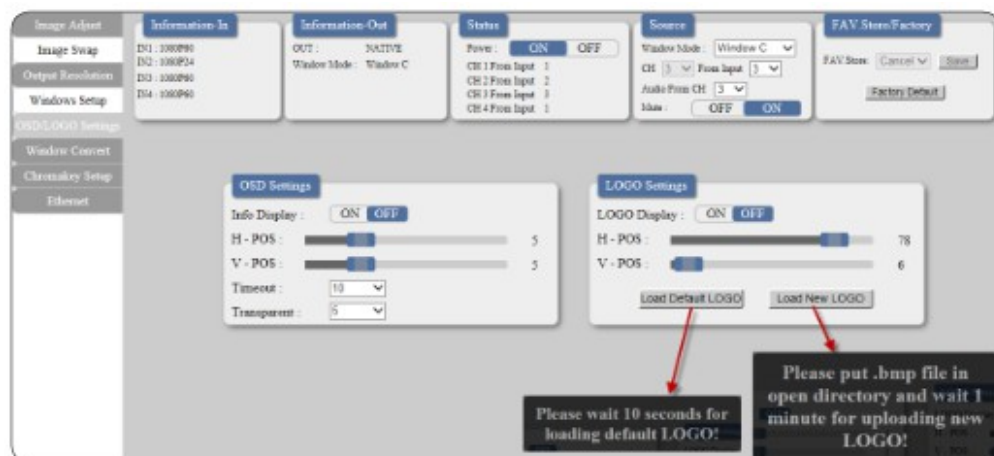 Image Adjust
Image Swap
Output Resolution
Windows Setup
OSD/LOGO Settings
Window Convert
Chromakey Setup
Ethernet
Information-In
IN1 : 1080P60
IN2 : 1080P24
IN3 : 1080P60
IN4 : 1080P60
Information-Out
OUT : NATIVE
Window Mode : Window C
Status
Power : ON OFF
CH 1 From Input 1
CH 2 From Input 2
CH 3 From Input 3
CH 4 From Input 1
Source
Window Mode : Window C
CH 3 From Input 3
Audio From CH 3
Mute : OFF ON
FAV.Store/Factory
FAV.Store: Cancel Save
Factory Default
OSD Settings
Info Display : ON OFF
H - POS : 5
V - POS : 5
Timeout : 10
Transparent : 5
LOGO Settings
LOGO Display : ON OFF
H - POS : 78
V - POS : 6
Load Default LOGO Load New LOGO
Please wait 10 seconds for
loading default LOGO!
Please put .bmp file in
open directory and wait 1
minute for uploading new
LOGO!